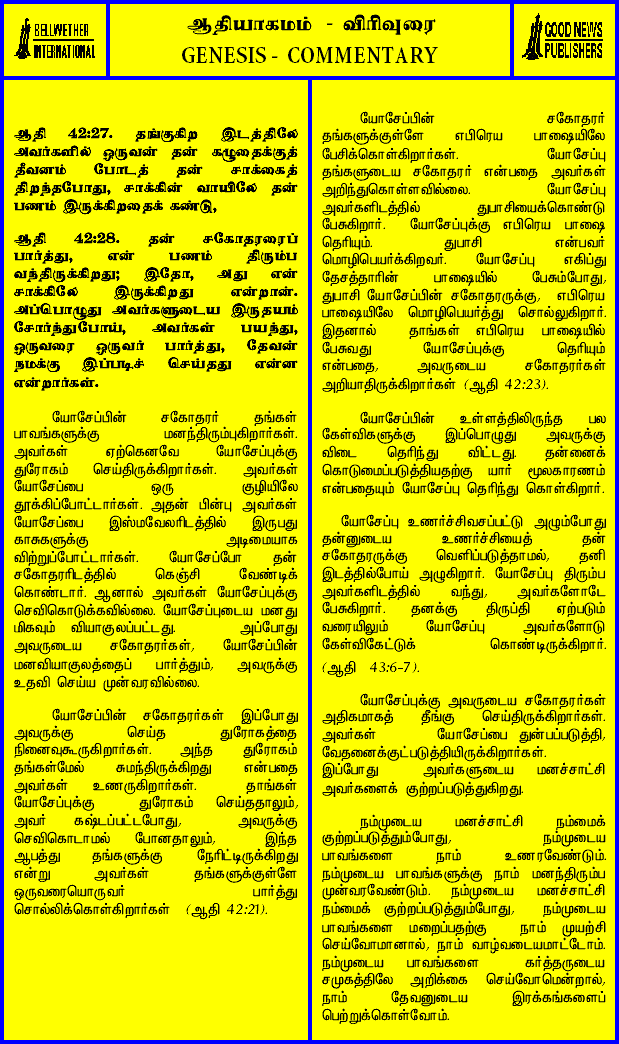 BELLWETHER
INTERNATIONAL
ஆதியாகமம் - விரிவுரை
GENESIS - COMMENTARY
GOOD NEWS
PUBLISHERS
ஆதி 42:27. தங்குகிற இடத்திலே
அவர்களில் ஒருவன் தன் கழுதைக்குத்
தீவனம் போடத் தன் சாக்கைத்
திறந்தபோது, சாக்கின் வாயிலே தன்
பணம் இருக்கிறதைக் கண்டு,
ஆதி 42:28. தன் சகோதரரைப்
பார்த்து, என் பணம் திரும்ப
வந்திருக்கிறது; இதோ, அது என்
சாக்கிலே இருக்கிறது என்றான்.
அப்பொழுது அவர்களுடைய இருதயம்
சோர்ந்துபோய், அவர்கள் பயந்து,
ஒருவரை ஒருவர் பார்த்து, தேவன்
நமக்கு இப்படிச் செய்தது என்ன
என்றார்கள்.
யோசேப்பின் சகோதரர் தங்கள்
பாவங்களுக்கு மனந்திரும்புகிறார்கள்.
அவர்கள் ஏற்கெனவே யோசேப்புக்கு
துரோகம் செய்திருக்கிறார்கள். அவர்கள்
யோசேப்பை ஒரு குழியிலே
தூக்கிப்போட்டார்கள். அதன் பின்பு அவர்கள்
யோசேப்பை இஸ்மவேலரிடத்தில் இருபது
காசுகளுக்கு அடிமையாக
விற்றுப்போட்டார்கள். யோசேப்போ தன்
சகோதரரிடத்தில் கெஞ்சி வேண்டிக்
கொண்டார். ஆனால் அவர்கள் யோசேப்புக்கு
செவிகொடுக்கவில்லை. யோசேப்புடைய மனது
மிகவும் வியாகுலப்பட்டது. அப்போது
அவருடைய சகோதரர்கள், யோசேப்பின்
மனவியாகுலத்தைப் பார்த்தும், அவருக்கு
உதவி செய்ய முன்வரவில்லை.
யோசேப்பின் சகோதரர்கள் இப்போது
அவருக்கு செய்த துரோகத்தை
நினைவுகூருகிறார்கள். அந்த துரோகம்
தங்கள்மேல் சுமந்திருக்கிறது என்பதை
அவர்கள் உணருகிறார்கள். தாங்கள்
யோசேப்புக்கு துரோகம் செய்ததாலும்,
அவர் கஷ்டப்பட்டபோது, அவருக்கு
செவிகொடாமல் போனதாலும், இந்த
ஆபத்து தங்களுக்கு நேரிட்டிருக்கிறது
என்று அவர்கள் தங்களுக்குள்ளே
ஒருவரையொருவர் பார்த்து
சொல்லிக்கொள்கிறார்கள் (ஆதி 42:21).
யோசேப்பின் சகோதரர்
தங்களுக்குள்ளே எபிரெய பாஷையிலே
பேசிக்கொள்கிறார்கள். யோசேப்பு
தங்களுடைய சகோதரர் என்பதை அவர்கள்
அறிந்துகொள்ளவில்லை. யோசேப்பு
அவர்களிடத்தில் துபாசியைக்கொண்டு
பேசுகிறார். யோசேப்புக்கு எபிரெய பாஷை
தெரியும். துபாசி என்பவர்
மொழிபெயர்க்கிறவர். யோசேப்பு எகிப்து
தேசத்தாரின் பாஷையில் பேசும்போது,
துபாசி யோசேப்பின் சகோதரருக்கு, எபிரெய
பாஷையிலே மொழிபெயர்த்து சொல்லுகிறார்.
இதனால் தாங்கள் எபிரெய பாஷையில்
பேசுவது யோசேப்புக்கு தெரியும்
என்பதை, அவருடைய சகோதரர்கள்
அறியாதிருக்கிறார்கள் (ஆதி 42:23).
யோசேப்பின் உள்ளத்திலிருந்த பல
கேள்விகளுக்கு இப்பொழுது அவருக்கு
விடை தெரிந்து விட்டது. தன்னைக்
கொடுமைப்படுத்தியதற்கு யார் மூலகாரணம்
என்பதையும் யோசேப்பு தெரிந்து கொள்கிறார்.
யோசேப்பு உணர்ச்சிவசப்பட்டு அழும்போது
தன்னுடைய உணர்ச்சியைத் தன்
சகோதரருக்கு வெளிப்படுத்தாமல், தனி
இடத்தில்போய் அழுகிறார். யோசேப்பு திரும்ப
அவர்களிடத்தில் வந்து, அவர்களோடே
பேசுகிறார். தனக்கு திருப்தி ஏற்படும்
வரையிலும் யோசேப்பு அவர்களோடு
கேள்விகேட்டுக் கொண்டிருக்கிறார்.
(ஆதி 43:6-7).
யோசேப்புக்கு அவருடைய சகோதரர்கள்
அதிகமாகத் தீங்கு செய்திருக்கிறார்கள்.
அவர்கள் யோசேப்பை துன்பப்படுத்தி,
வேதனைக்குட்படுத்தியிருக்கிறார்கள்.
இப்போது அவர்களுடைய மனச்சாட்சி
அவர்களைக் குற்றப்படுத்துகிறது.
நம்முடைய மனச்சாட்சி நம்மைக்
குற்றப்படுத்தும்போது, நம்முடைய
பாவங்களை நாம் உணரவேண்டும்.
நம்முடைய பாவங்களுக்கு நாம் மனந்திரும்ப
முன்வரவேண்டும். நம்முடைய மனச்சாட்சி
நம்மைக் குற்றப்படுத்தும்போது, நம்முடைய
பாவங்களை மறைப்பதற்கு நாம் முயற்சி
செய்வோமானால், நாம் வாழ்வடையமாட்டோம்.
நம்முடைய பாவங்களை கர்த்தருடைய
சமுகத்திலே அறிக்கை செய்வோமென்றால்,
நாம் தேவனுடைய இரக்கங்களைப்
பெற்றுக்கொள்வோம்.